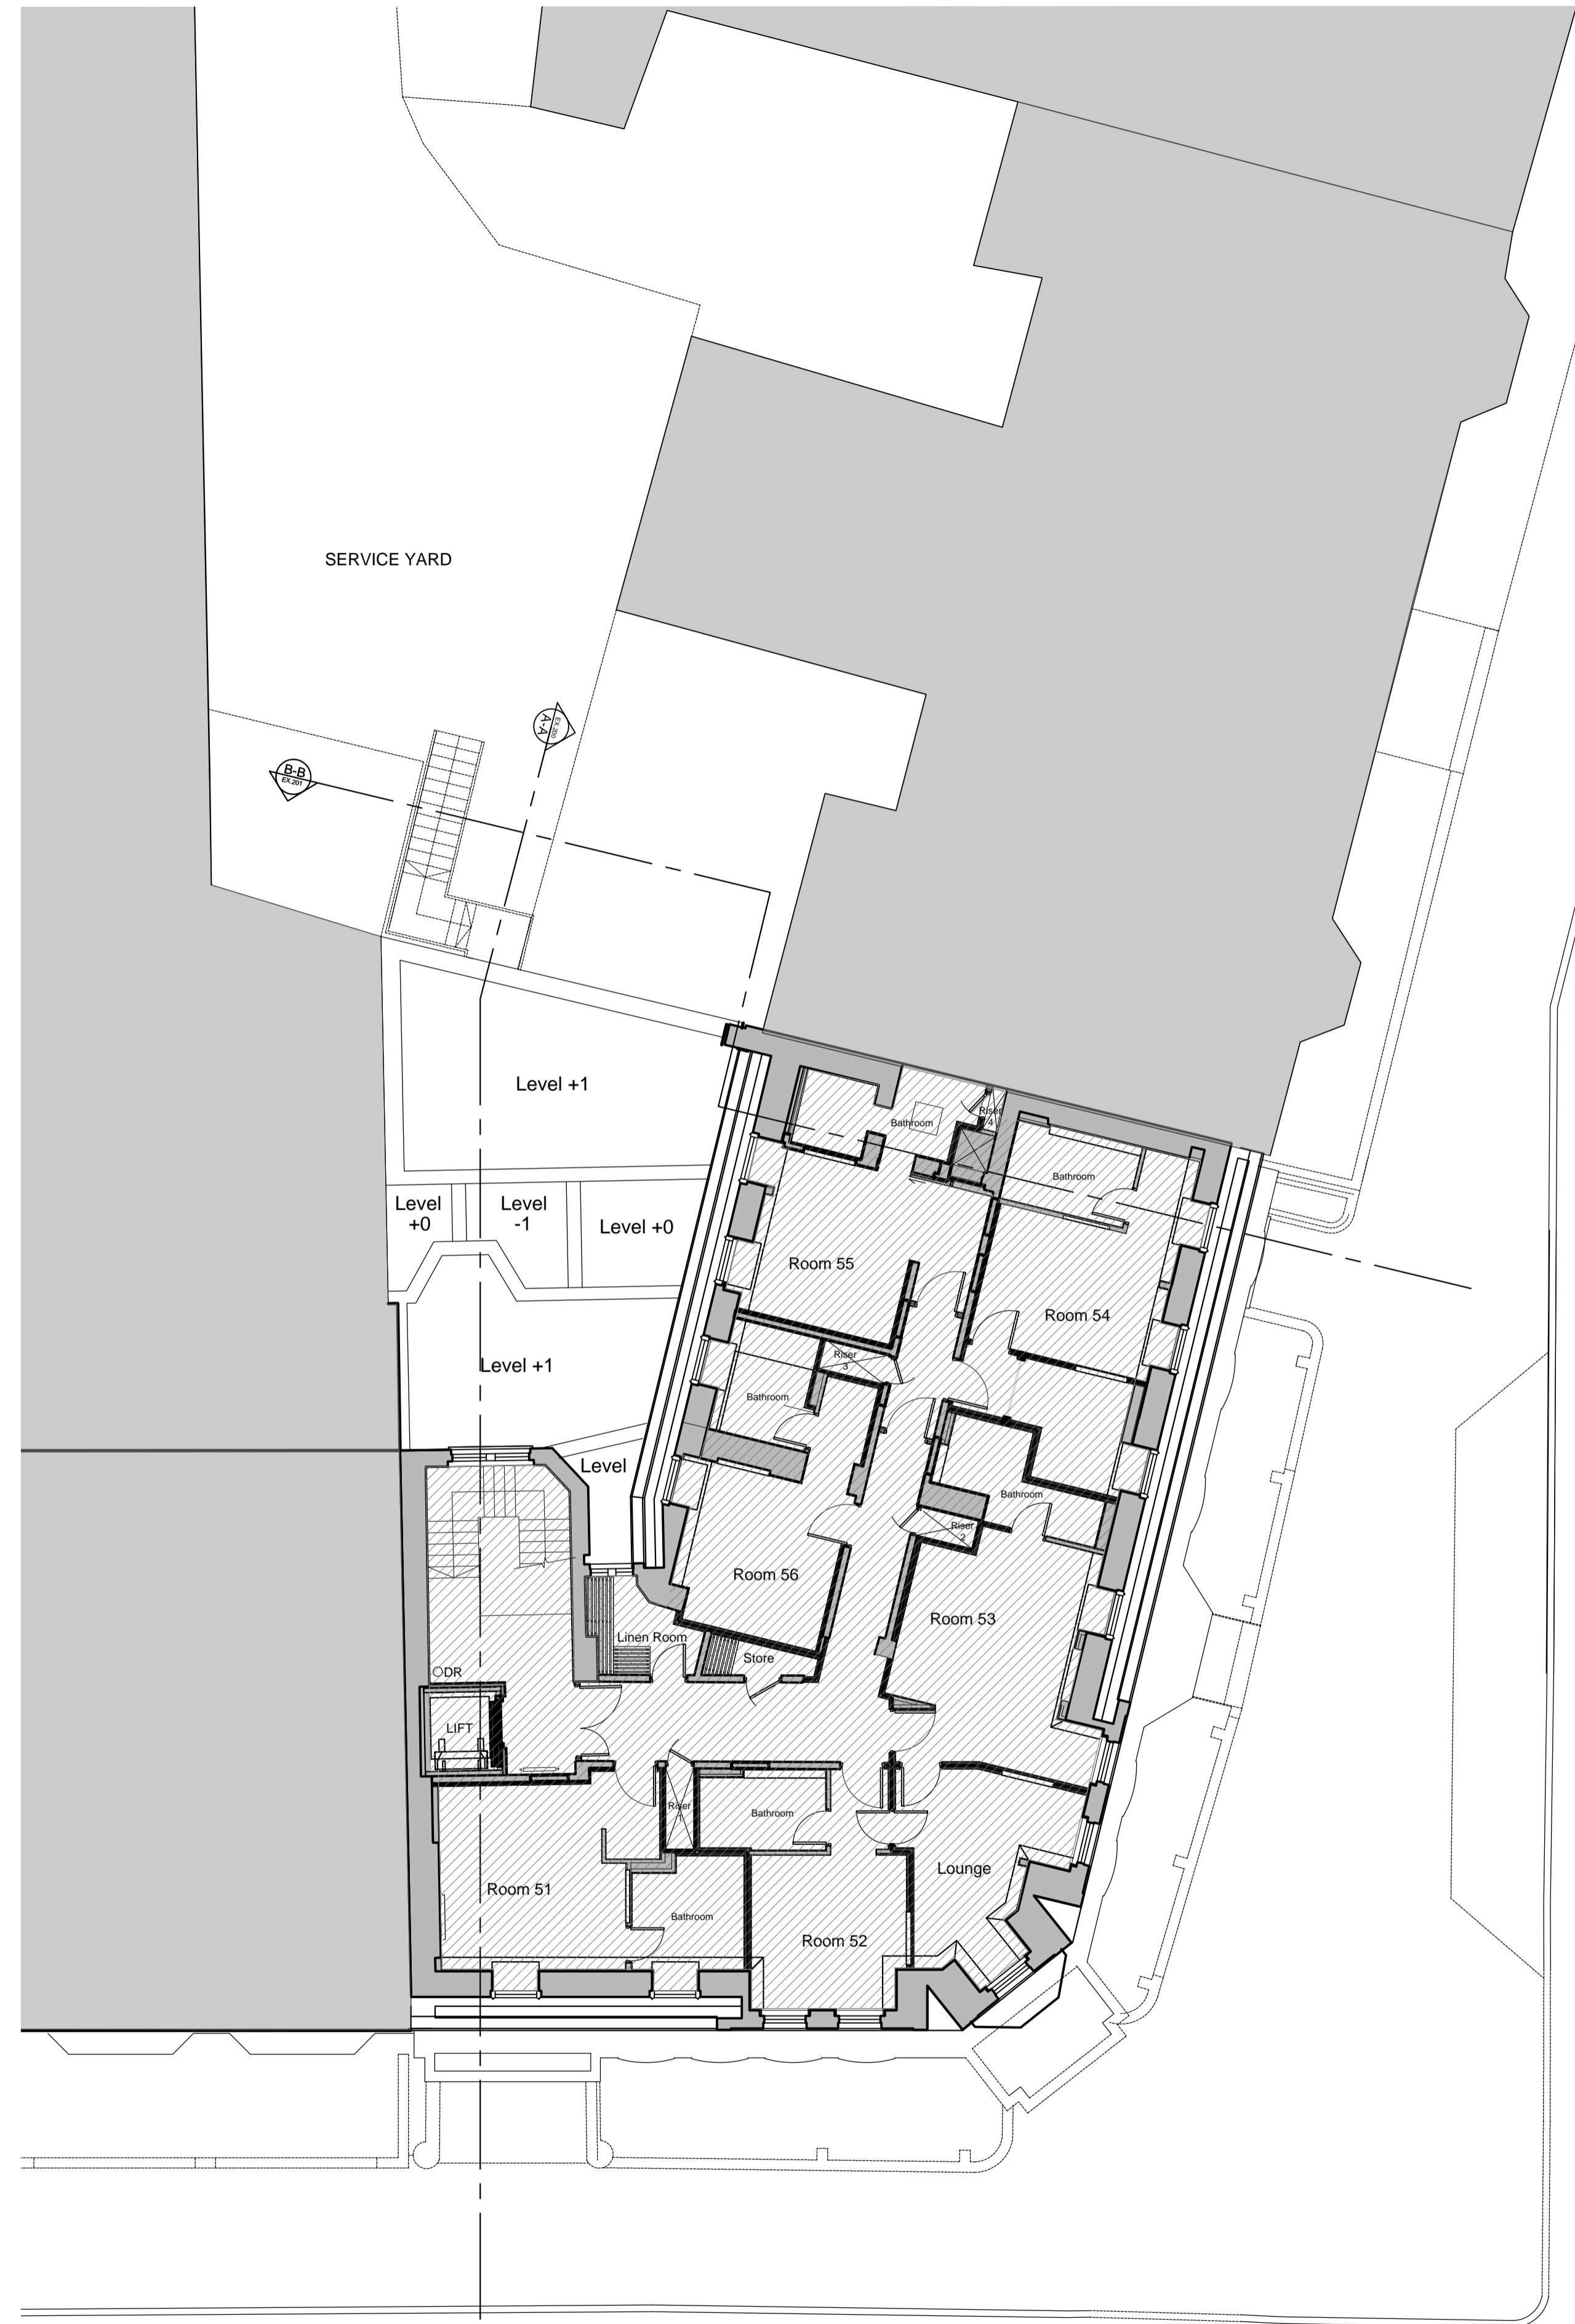 SERVICE YARD
A-A
EX.200
B-B
EX.201
Level +1
Riser
4
Bathroom
Bathroom
Level
+0
Level
-1
Level +0
Room 55
Room 54
Level +1
Riser
3
Bathroom
Level
Bathroom
Riser
2
Room 56
Room 53
Linen Room
Store
DR
LIFT
Riser
1
Bathroom
Lounge
Room 51
Bathroom
Room 52